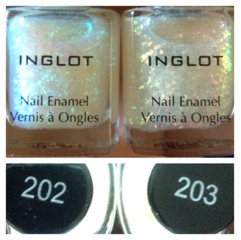 INGLOT
Nail Enamel
Vernis à Ongles
INGLOT
Nail Enamel
Vernis à Ongles
202
203